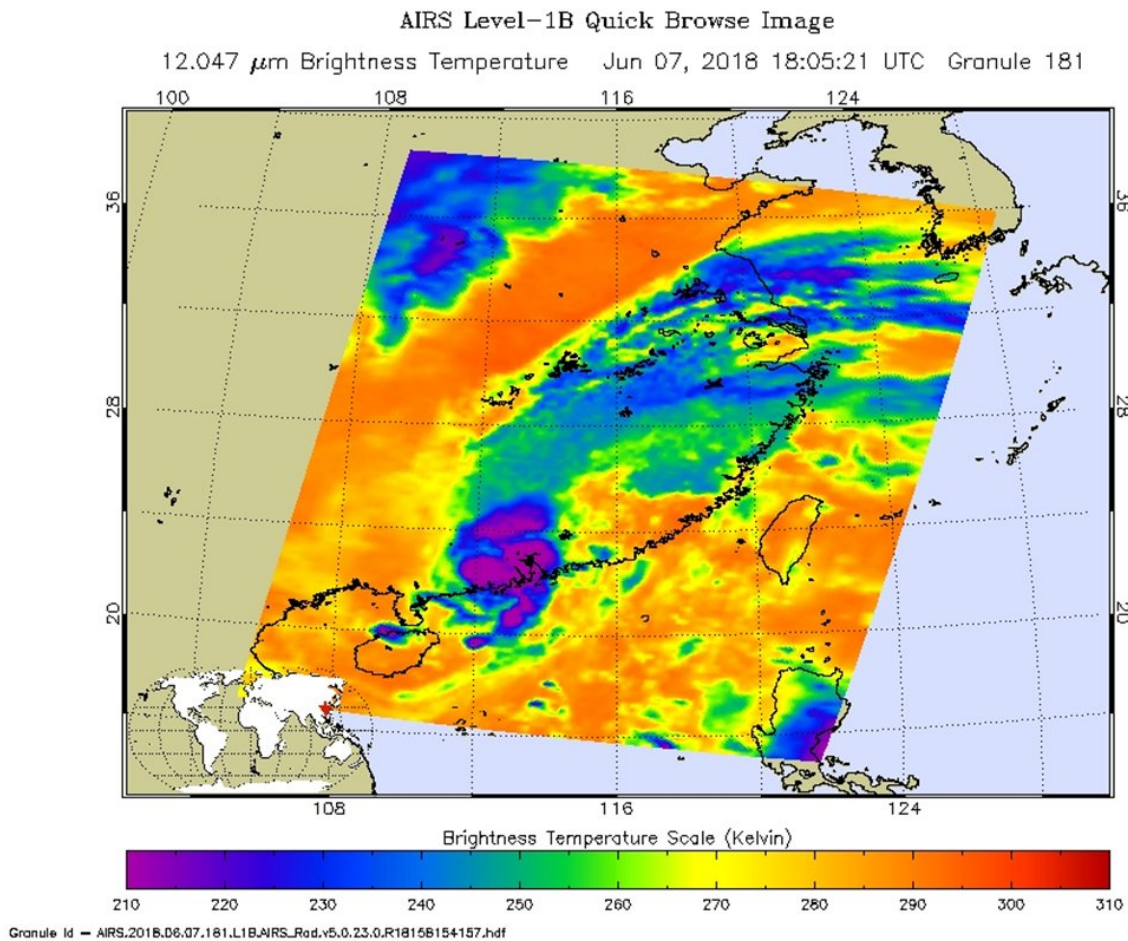 AIRS Level-1B Quick Browse Image
12.047 μm Brightness Temperature Jun 07, 2018 18:05:21 UTC Granule 181
100 108 116 124
36 36
28 28
20 20
108 116 124
Brightness Temperature Scale (Kelvin)
210 220 230 240 250 260 270 280 290 300 310
Granule Id - AIRS.2018.06.07.181.L1B.AIRS_Rad.v5.0.23.0.R18158154157.hdf